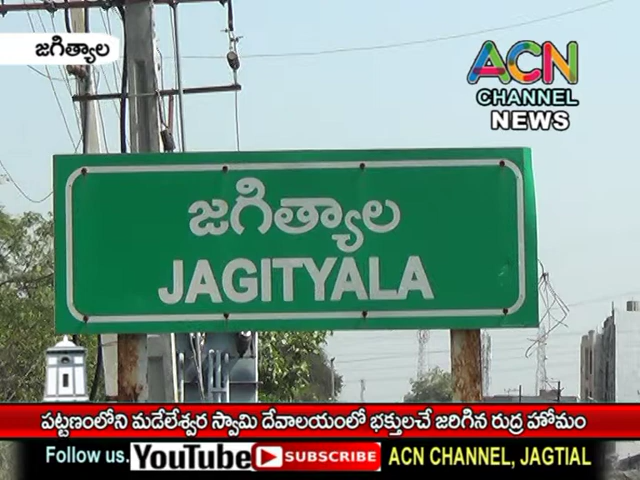 జగిత్యాల
ACN
CHANNEL
NEWS
జగిత్యాల
JAGITYALA
పట్టణంలోని మడేలేశ్వర స్వామి దేవాలయంలో భక్తులచే జరిగిన రుద్ర హోమం
Follow us. YouTube SUBSCRIBE ACN CHANNEL, JAGTIAL